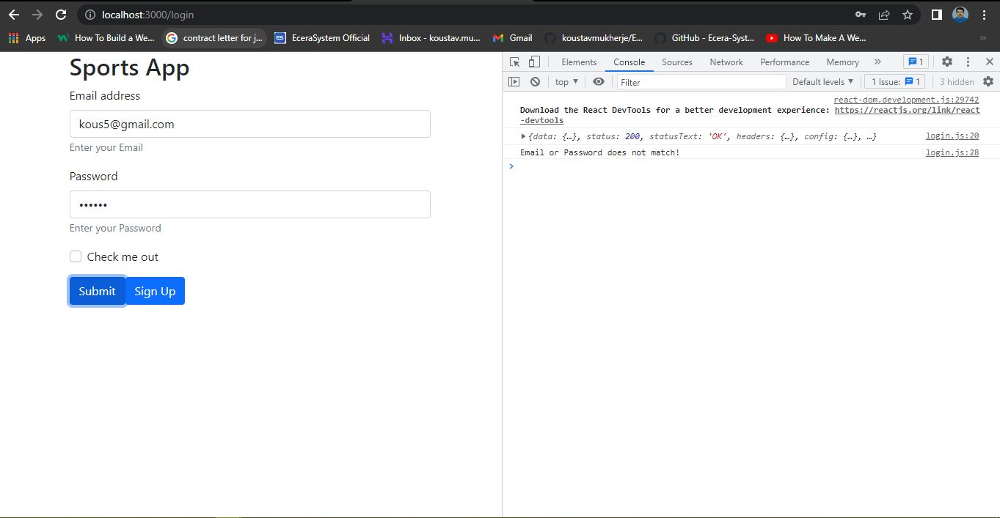 localhost:3000/login
Apps How To Build a We... contract letter for j... EceraSystem Official Inbox - koustav.mu... Gmail koustavmukherje/E... GitHub - Ecera-Syst... How To Make A We... »
Sports App
Email address
kous5@gmail.com
Enter your Email
Password
••••••
Enter your Password
Check me out
Submit Sign Up
Elements Console Sources Network Performance Memory » 1
top ▼ Filter Default levels ▼ 1 Issue: 1 3 hidden
react-dom.development.js:29742
Download the React DevTools for a better development experience: https://reactjs.org/link/react
-devtools
▶{data: {…}, status: 200, statusText: 'OK', headers: {…}, config: {…}, …} login.js:20
Email or Password does not match! login.js:28
>